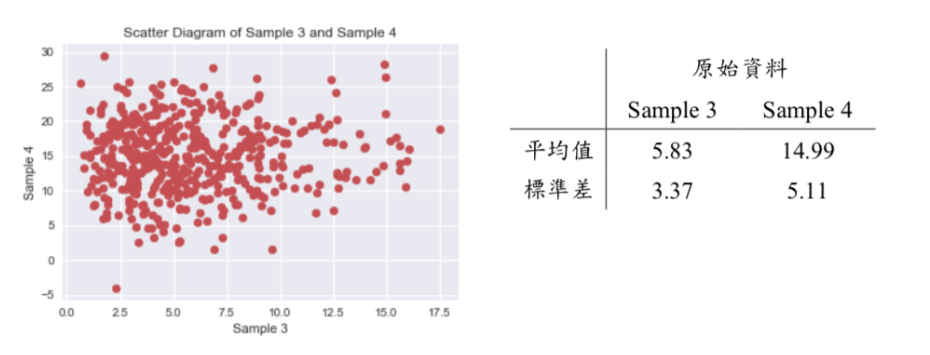 Scatter Diagram of Sample 3 and Sample 4
30
25
20
15
10
5
0
−5
Sample 4
0.0 2.5 5.0 7.5 10.0 12.5 15.0 17.5
Sample 3
原始資料
Sample 3 Sample 4
平均值 5.83 14.99
標準差 3.37 5.11